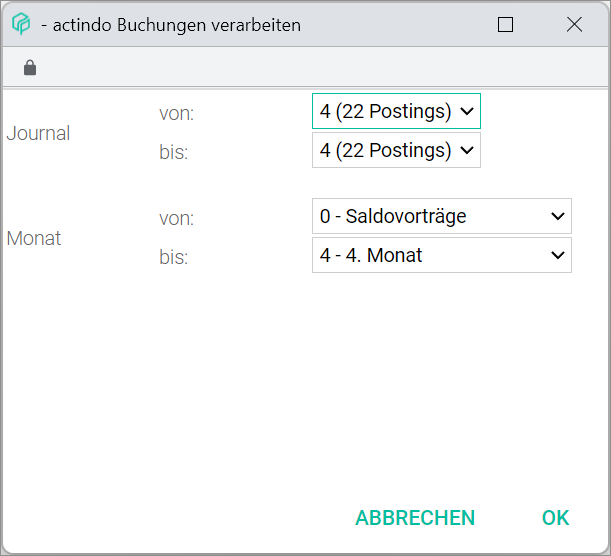 - actindo Buchungen verarbeiten
Journal
von:
4 (22 Postings)
bis:
4 (22 Postings)
Monat
von:
0 - Saldovorträge
bis:
4 - 4. Monat
ABBRECHEN
OK